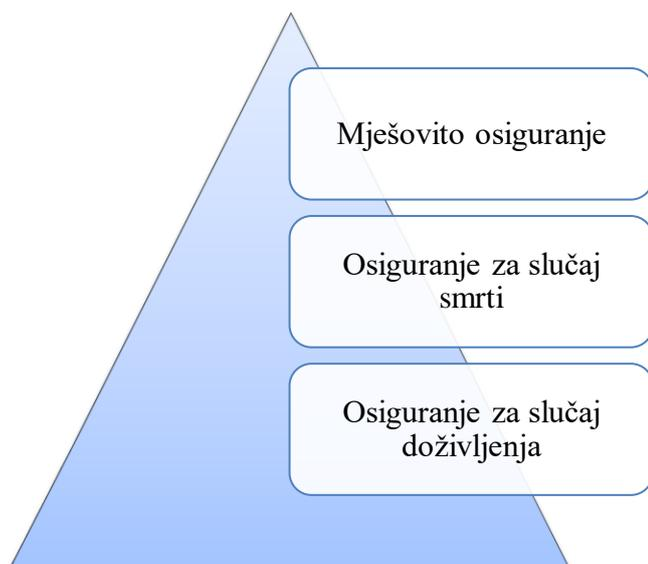 Mješovito osiguranje
Osiguranje za slučaj
smrti
Osiguranje za slučaj
doživljenja